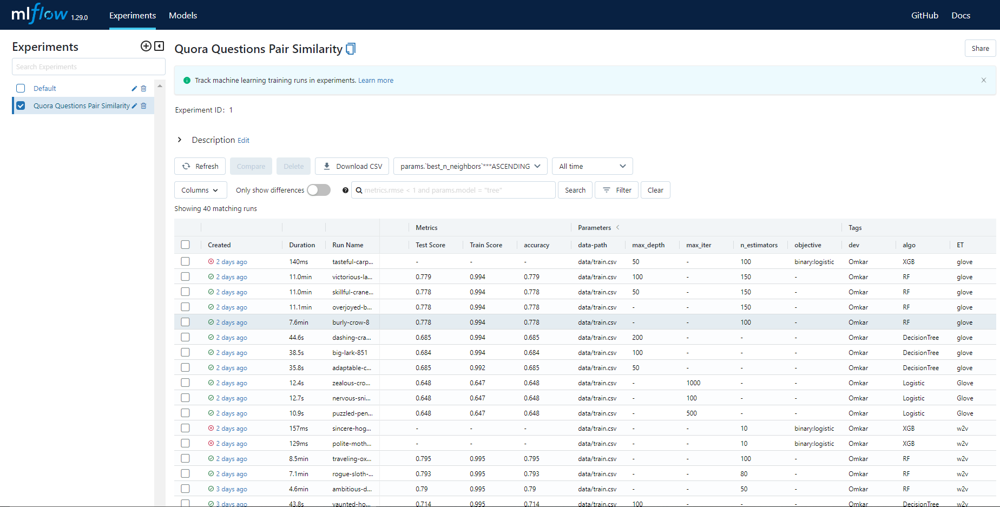 mlflow 1.29.0 Experiments Models GitHub Docs
Experiments
Search Experiments
Default
Quora Questions Pair Similarity
Quora Questions Pair Similarity Share
Track machine learning training runs in experiments. Learn more
Experiment ID: 1
Description Edit
Refresh Compare Delete Download CSV params.`best_n_neighbors`***ASCENDING All time
Columns Only show differences metrics.rmse < 1 and params.model = "tree" Search Filter Clear
Showing 40 matching runs
Metrics Parameters Tags
Created Duration Run Name Test Score Train Score accuracy data-path max_depth max_iter n_estimators objective dev algo ET
2 days ago 140ms tasteful-carp... - - - data/train.csv 50 - 100 binary:logistic Omkar XGB glove
2 days ago 11.0min victorious-la... 0.779 0.994 0.779 data/train.csv 100 - 150 - Omkar RF glove
2 days ago 11.0min skillful-crane... 0.778 0.994 0.778 data/train.csv 50 - 150 - Omkar RF glove
2 days ago 11.1min overjoyed-b... 0.778 0.994 0.778 data/train.csv - - 150 - Omkar RF glove
2 days ago 7.6min burly-crow-8 0.778 0.994 0.778 data/train.csv - - 100 - Omkar RF glove
2 days ago 44.6s dashing-cra... 0.685 0.994 0.685 data/train.csv 200 - - - Omkar DecisionTree glove
2 days ago 38.5s big-lark-851 0.684 0.994 0.684 data/train.csv 100 - - - Omkar DecisionTree glove
2 days ago 35.8s adaptable-c... 0.685 0.992 0.685 data/train.csv 50 - - - Omkar DecisionTree glove
2 days ago 12.4s zealous-cro... 0.648 0.647 0.648 data/train.csv - 1000 - - Omkar Logistic Glove
2 days ago 12.7s nervous-sni... 0.648 0.647 0.648 data/train.csv - 100 - - Omkar Logistic Glove
2 days ago 10.9s puzzled-pen... 0.648 0.647 0.648 data/train.csv - 500 - - Omkar Logistic Glove
2 days ago 157ms sincere-hog... - - - data/train.csv - - 10 binary:logistic Omkar XGB w2v
2 days ago 129ms polite-moth... - - - data/train.csv - - 10 binary:logistic Omkar XGB w2v
2 days ago 8.5min traveling-ox... 0.795 0.995 0.795 data/train.csv - - 100 - Omkar RF w2v
2 days ago 7.1min rogue-sloth-... 0.793 0.995 0.793 data/train.csv - - 80 - Omkar RF w2v
3 days ago 4.6min ambitious-d... 0.79 0.995 0.79 data/train.csv - - 50 - Omkar RF w2v
3 days ago 43.8s vaunted-ho... 0.714 0.995 0.714 data/train.csv 100 - - - Omkar DecisionTree w2v